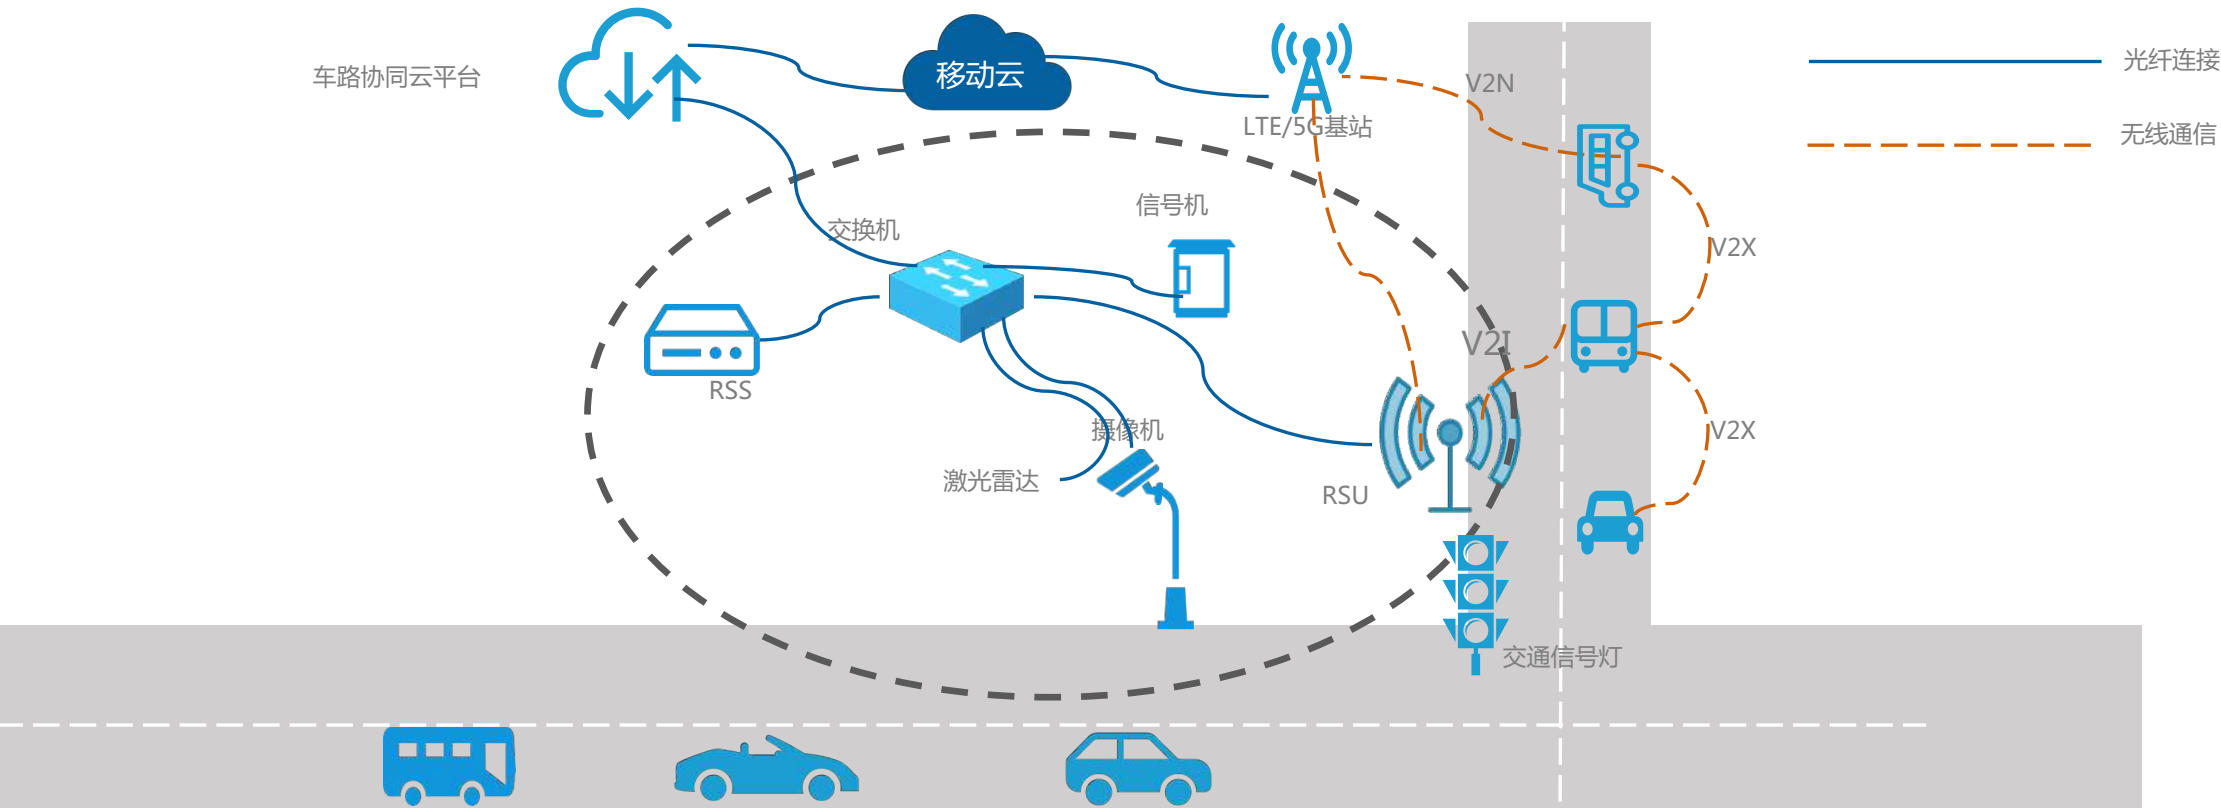 车路协同云平台
移动云
LTE/5G基站
V2N
光纤连接
无线通信
信号机
交换机
V2X
V2I
RSS
摄像机
V2X
激光雷达
RSU
交通信号灯